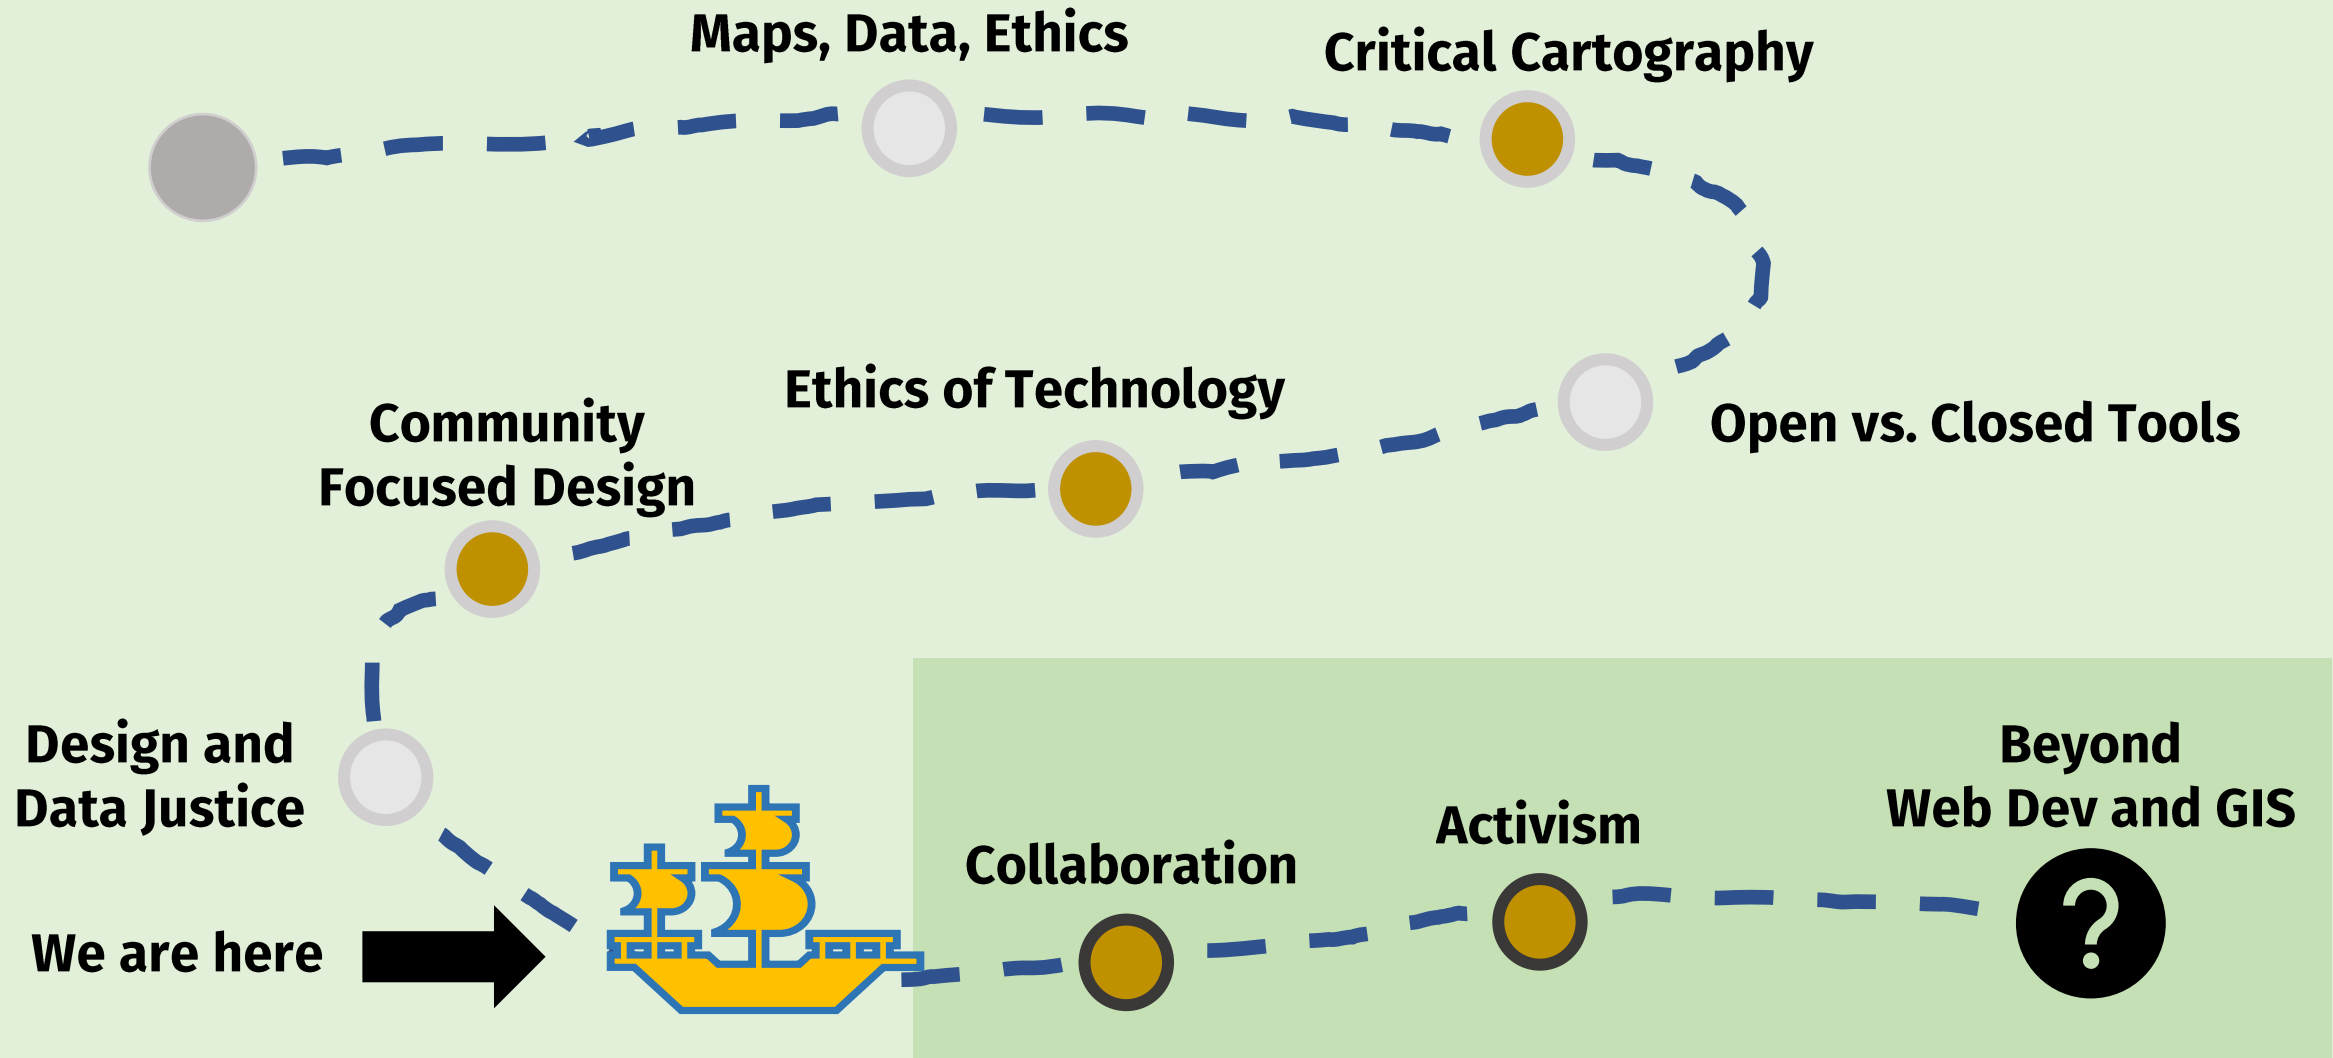 Maps, Data, Ethics
Critical Cartography
Open vs. Closed Tools
Ethics of Technology
Community
Focused Design
Design and
Data Justice
We are here
Collaboration
Activism
Beyond
Web Dev and GIS
?